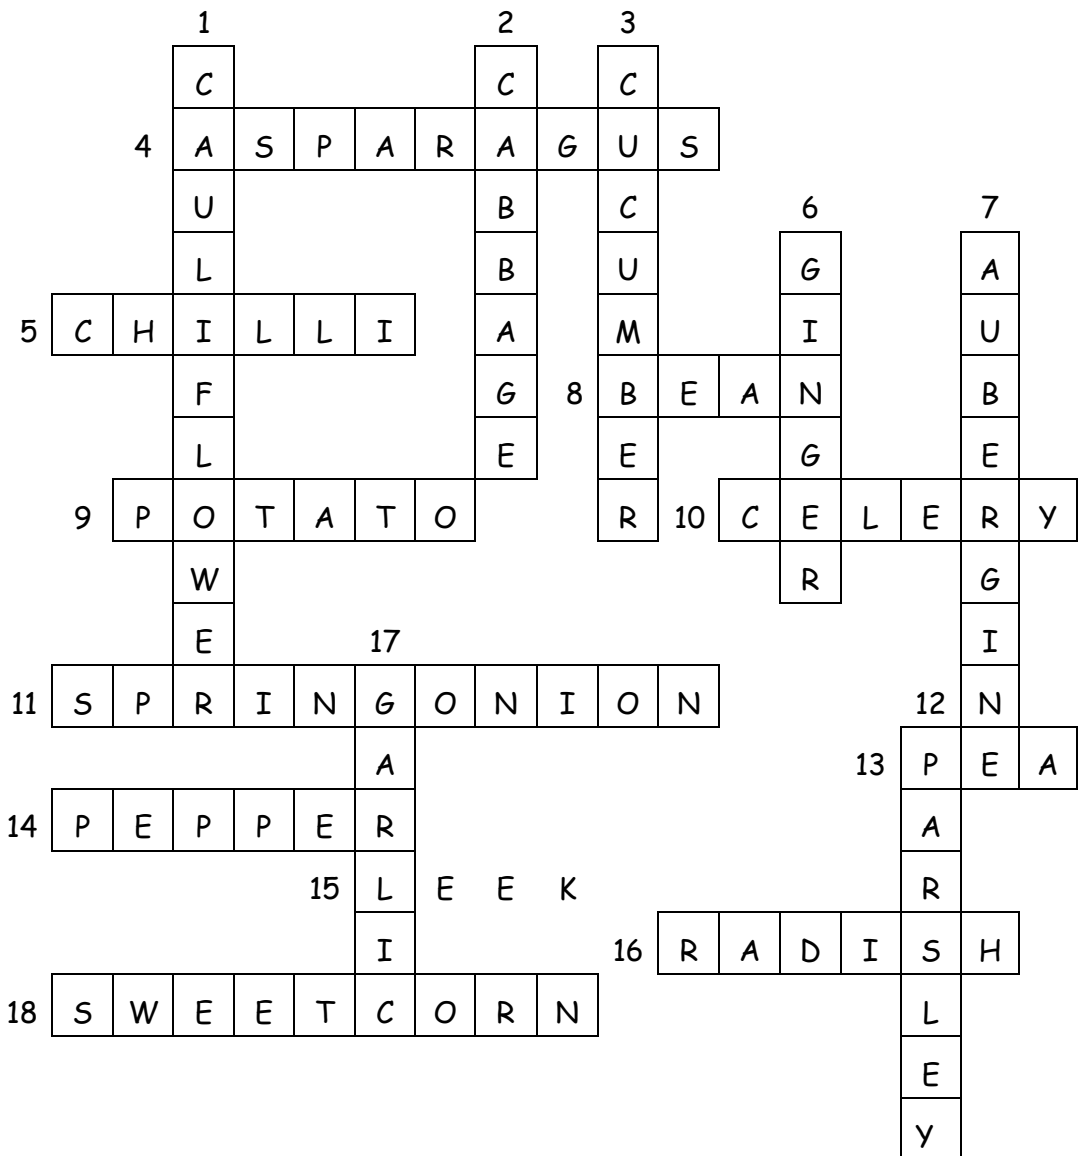 1 2 3
C C C
4 A S P A R A G U S
U B C 6 7
L B U G A
5 C H I L L I A M I U
F G 8 B E A N B
L E E G E
9 P O T A T O R 10 C E L E R Y
W R G
E 17 I
11 S P R I N G O N I O N 12 N
A 13 P E A
14 P E P P E R A
15 L E E K R
I 16 R A D I S H
18 S W E E T C O R N L
E
Y